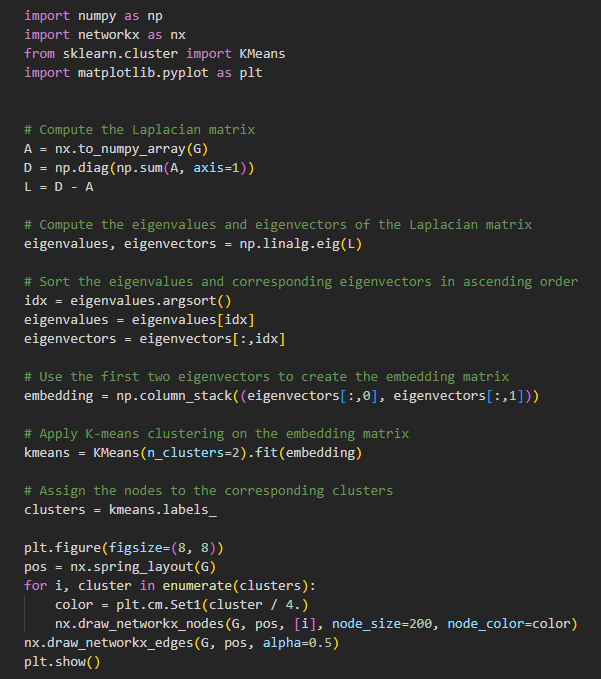 import numpy as np
import networkx as nx
from sklearn.cluster import KMeans
import matplotlib.pyplot as plt
# Compute the Laplacian matrix
A = nx.to_numpy_array(G)
D = np.diag(np.sum(A, axis=1))
L = D - A
# Compute the eigenvalues and eigenvectors of the Laplacian matrix
eigenvalues, eigenvectors = np.linalg.eig(L)
# Sort the eigenvalues and corresponding eigenvectors in ascending order
idx = eigenvalues.argsort()
eigenvalues = eigenvalues[idx]
eigenvectors = eigenvectors[:,idx]
# Use the first two eigenvectors to create the embedding matrix
embedding = np.column_stack((eigenvectors[:,0], eigenvectors[:,1]))
# Apply K-means clustering on the embedding matrix
kmeans = KMeans(n_clusters=2).fit(embedding)
# Assign the nodes to the corresponding clusters
clusters = kmeans.labels_
plt.figure(figsize=(8, 8))
pos = nx.spring_layout(G)
for i, cluster in enumerate(clusters):
    color = plt.cm.Set1(cluster / 4.)
    nx.draw_networkx_nodes(G, pos, [i], node_size=200, node_color=color)
nx.draw_networkx_edges(G, pos, alpha=0.5)
plt.show()